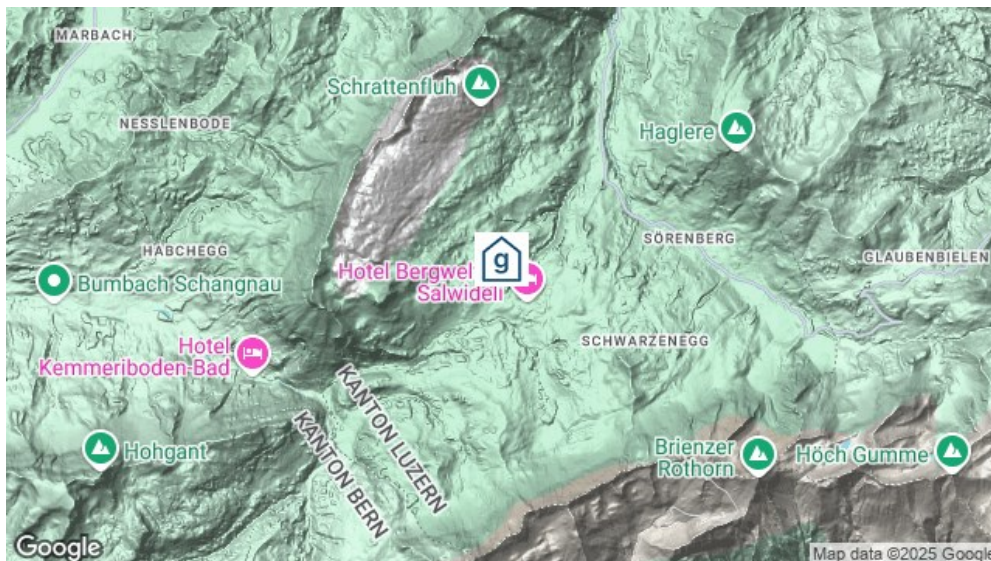 MARBACH
Schrattenfluh
NESSLENBODE
Haglere
SÖRENBERG
HABCHEGG
GLAUBENBIELEN
g
Hotel Bergwel
Salwideli
Bumbach Schangnau
SCHWARZENEGG
Hotel
Kemmeriboden-Bad
KANTON LUZERN
KANTON BERN
Hohgant
Brienzer
Rothorn
Höch Gumme
Google
Map data ©2025 Google